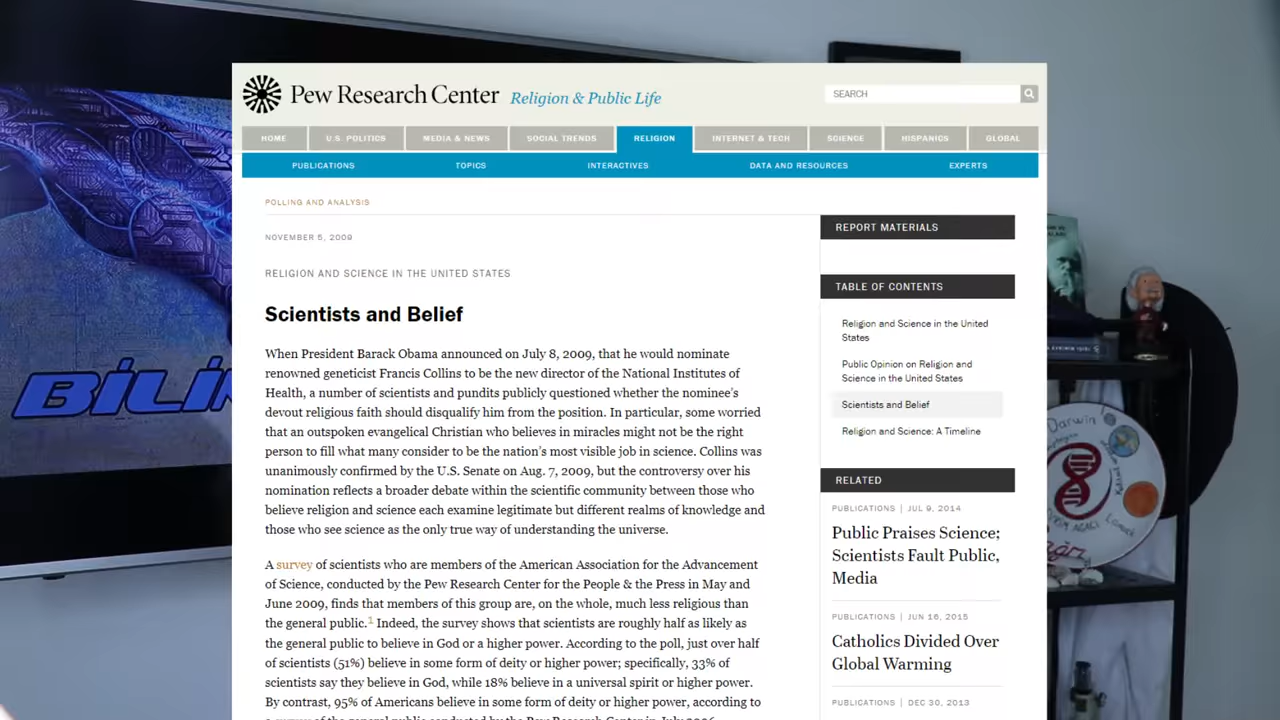 Pew Research Center Religion & Public Life
SEARCH
HOME
U.S. POLITICS
MEDIA & NEWS
SOCIAL TRENDS
RELIGION
INTERNET & TECH
SCIENCE
HISPANICS
GLOBAL
PUBLICATIONS
TOPICS
INTERACTIVES
DATA AND RESOURCES
EXPERTS
POLLING AND ANALYSIS
NOVEMBER 5, 2009
RELIGION AND SCIENCE IN THE UNITED STATES
Scientists and Belief
When President Barack Obama announced on July 8, 2009, that he would nominate
renowned geneticist Francis Collins to be the new director of the National Institutes of
Health, a number of scientists and pundits publicly questioned whether the nominee's
devout religious faith should disqualify him from the position. In particular, some worried
that an outspoken evangelical Christian who believes in miracles might not be the right
person to fill what many consider to be the nation's most visible job in science. Collins was
unanimously confirmed by the U.S. Senate on Aug. 7, 2009, but the controversy over his
nomination reflects a broader debate within the scientific community between those who
believe religion and science each examine legitimate but different realms of knowledge and
those who see science as the only true way of understanding the universe.
A survey of scientists who are members of the American Association for the Advancement
of Science, conducted by the Pew Research Center for the People & the Press in May and
June 2009, finds that members of this group are, on the whole, much less religious than
the general public.1 Indeed, the survey shows that scientists are roughly half as likely as
the general public to believe in God or a higher power. According to the poll, just over half
of scientists (51%) believe in some form of deity or higher power; specifically, 33% of
scientists say they believe in God, while 18% believe in a universal spirit or higher power.
By contrast, 95% of Americans believe in some form of deity or higher power, according to
a survey of the general public conducted by the Pew Research Center in July 2006.
REPORT MATERIALS
TABLE OF CONTENTS
Religion and Science in the United
States
Public Opinion on Religion and
Science in the United States
Scientists and Belief
Religion and Science: A Timeline
RELATED
PUBLICATIONS | JUL 9, 2014
Public Praises Science;
Scientists Fault Public,
Media
PUBLICATIONS | JUN 16, 2015
Catholics Divided Over
Global Warming
PUBLICATIONS | DEC 30, 2013
BİLİ
Darwin
Lamarck